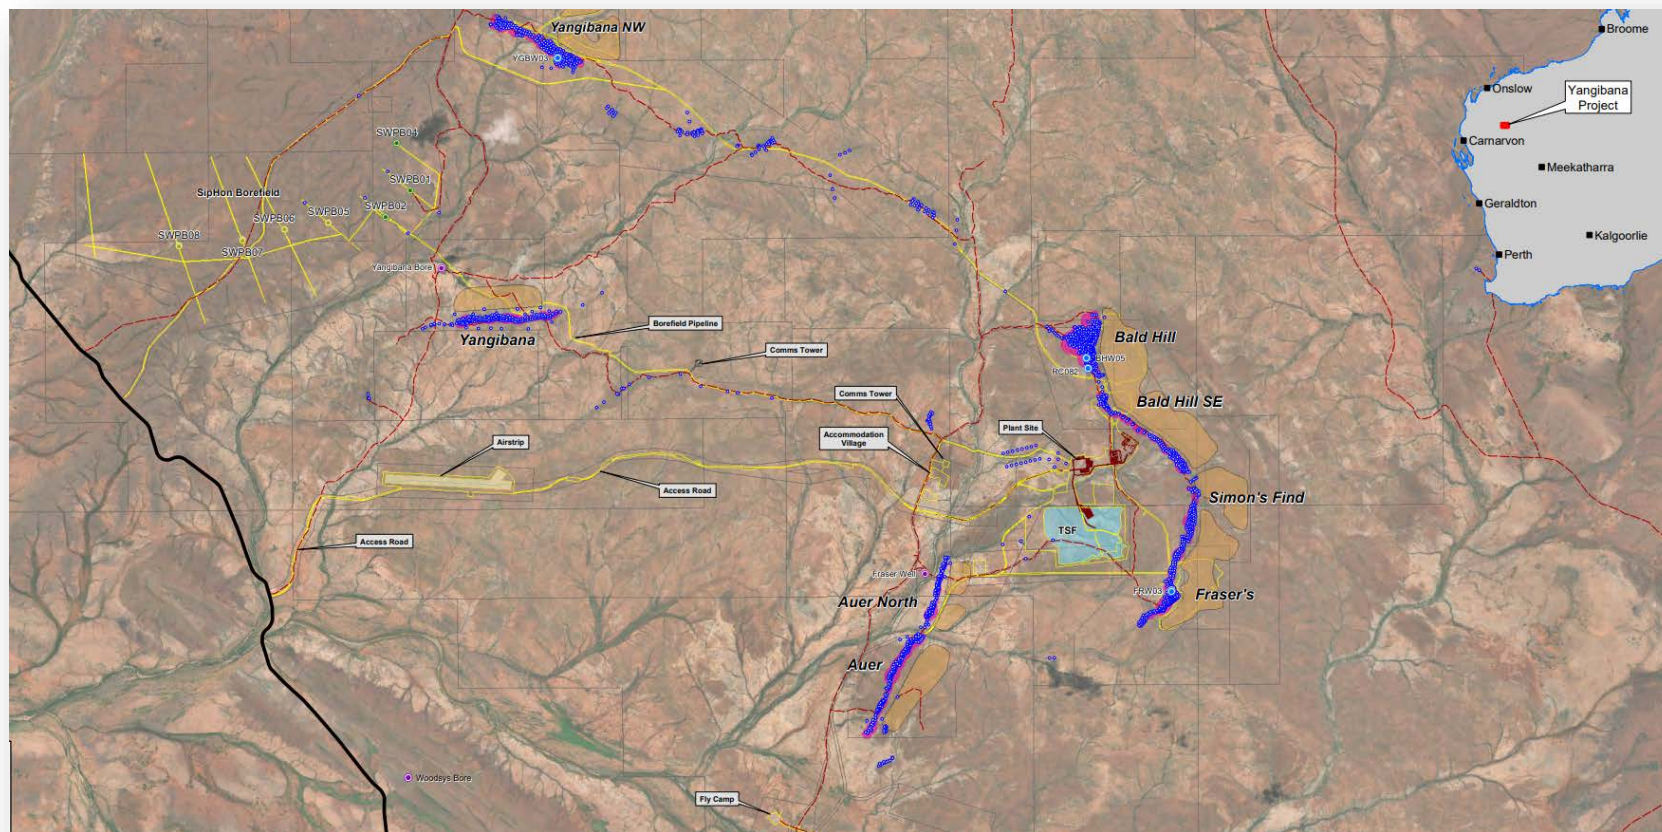 Yangibana NW
YGBW03
Broome
Onslow
Yangibana
Project
Carnarvon
Meekatharra
Geraldton
Kalgoorlie
Perth
SWPB04
SWPB01
SipHon Borefield
SWPB02
SWPB05
SWPB06
SWPB08
SWPB07
Yangibana Bore
Yangibana
Borefield Pipeline
Comms Tower
Bald Hill
BHW05
RC082
Comms Tower
Bald Hill SE
Accommodation
Village
Plant Site
Airstrip
Access Road
Simon's Find
TSF
Access Road
Fraser Well
FRW03
Fraser's
Auer North
Auer
Woodsys Bore
Fly Camp